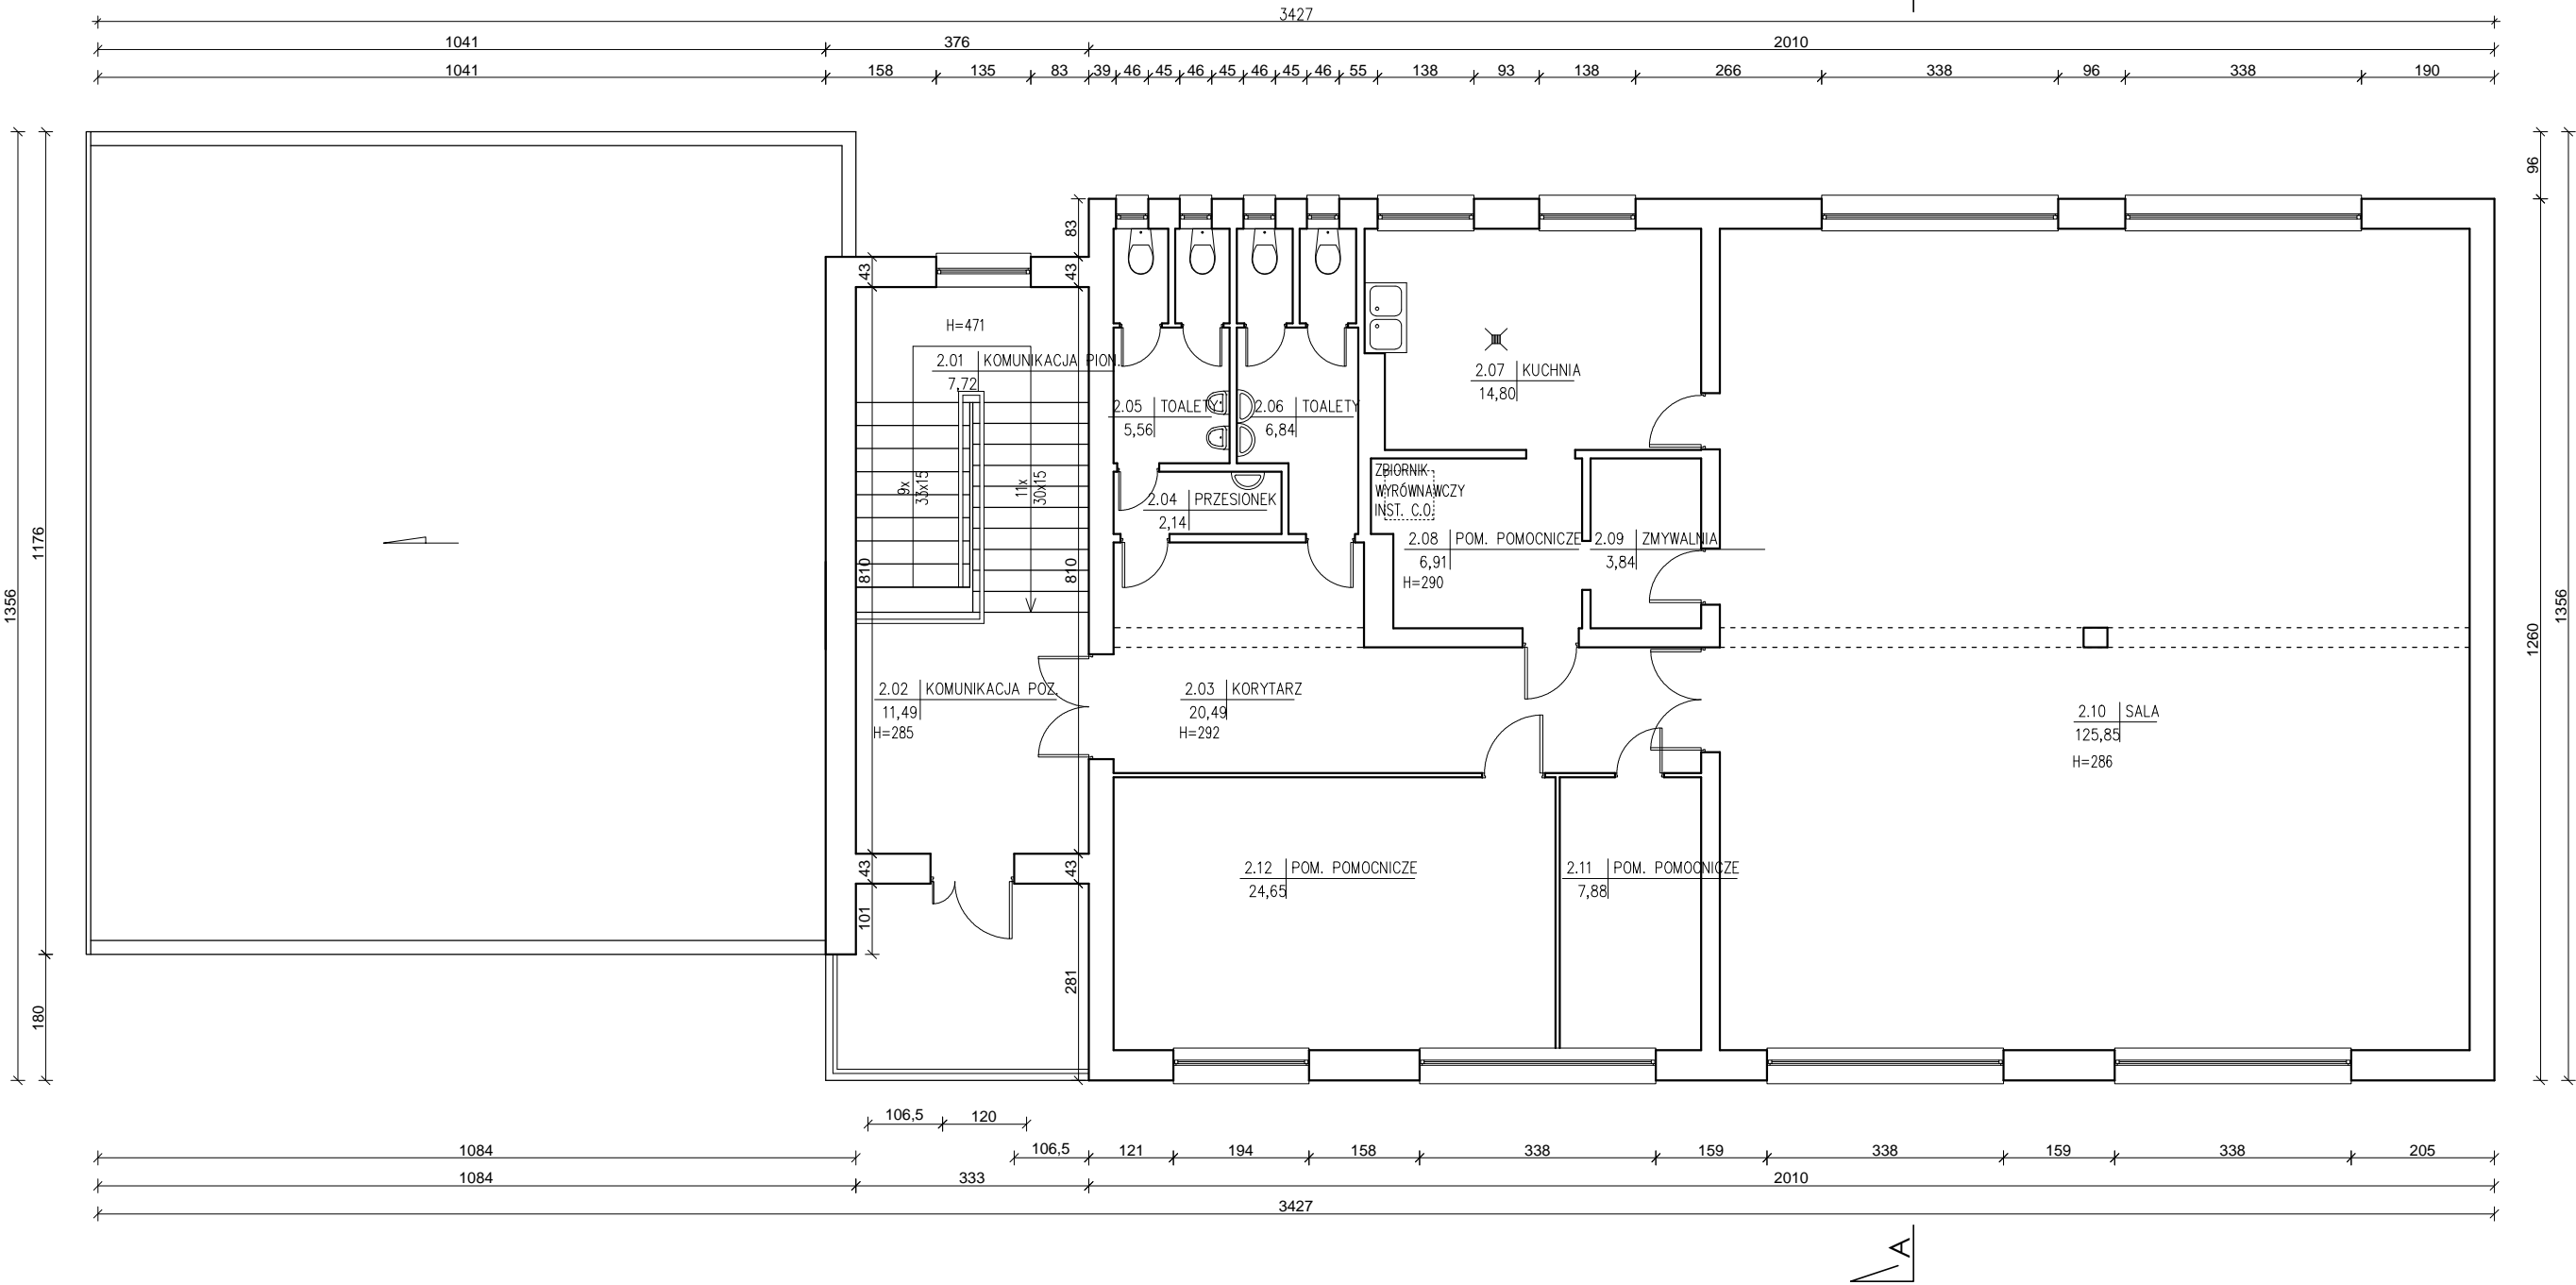 3427
1041 376 2010
1041 158 135 83 39 46 45 46 45 46 45 46 55 138 93 138 266 338 96 338 190
96
83
43 43
H=471
2.01 KOMUNIKACJA PION.
7,72
2.07 KUCHNIA
14,80
2.05 TOALETY
5,56
2.06 TOALETY
6,84
9x
33x15
11x
30x15
ZBIORNIK
WYRÓWNAWCZY
INST. C.O.
2.04 PRZESIONEK
2,14
2.08 POM. POMOCNICZE
6,91
H=290
2.09 ZMYWALNIA
3,84
1176
1356
810 810
1260
1356
2.02 KOMUNIKACJA POZ.
11,49
H=285
2.03 KORYTARZ
20,49
H=292
2.10 SALA
125,85
H=286
2.12 POM. POMOCNICZE
24,65
2.11 POM. POMOCNICZE
7,88
43 43
101
281
180
106,5 120
1084 106,5 121 194 158 338 159 338 159 338 205
1084 333 2010
3427
A